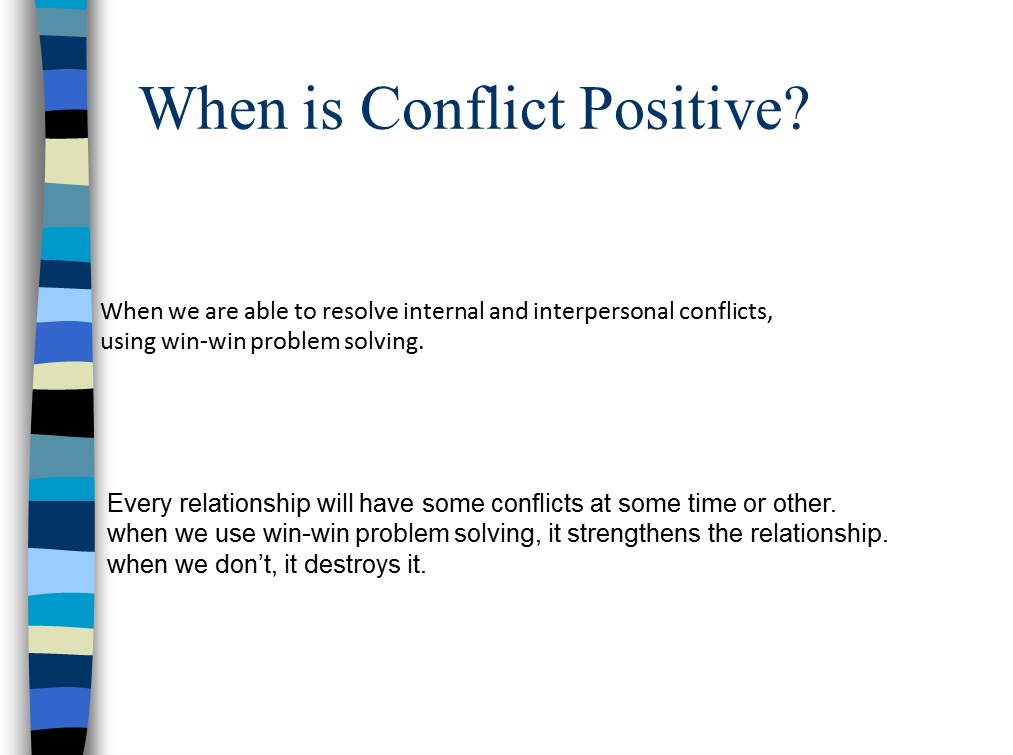 When is Conflict Positive?
When we are able to resolve internal and interpersonal conflicts,
using win-win problem solving.
Every relationship will have some conflicts at some time or other.
when we use win-win problem solving, it strengthens the relationship.
when we don’t, it destroys it.